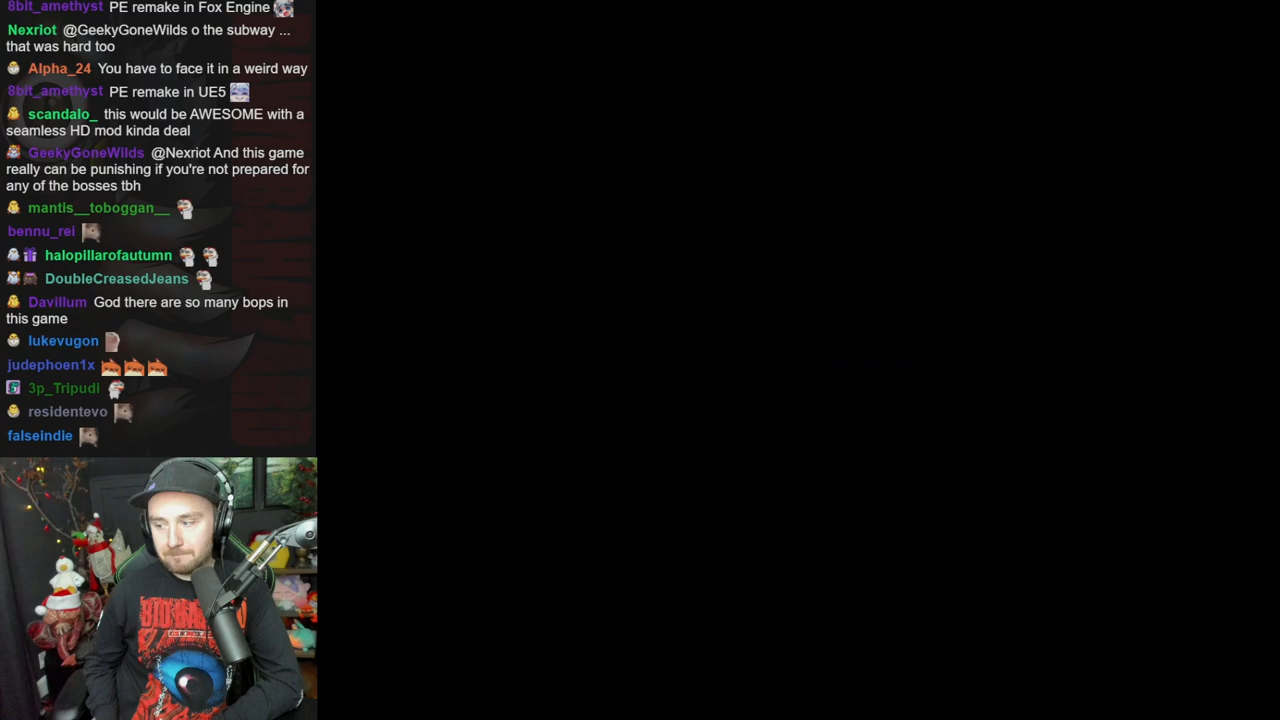 8bit_amethyst PE remake in Fox Engine
Nexriot @GeekyGoneWilds o the subway ...
that was hard too
Alpha_24 You have to face it in a weird way
8bit_amethyst PE remake in UE5
scandalo_ this would be AWESOME with a
seamless HD mod kinda deal
GeekyGoneWilds @Nexriot And this game
really can be punishing if you're not prepared for
any of the bosses tbh
mantis__toboggan__
bennu_rei
halopillarofautumn
DoubleCreasedJeans
Davillum God there are so many bops in
this game
lukevugon
judephoen1x
3p_Tripudi
residentevo
falseindie